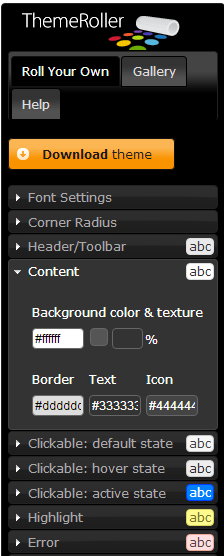 ThemeRoller
Roll Your Own Gallery
Help
Download theme
Font Settings
Corner Radius
Header/Toolbar abc
Content abc
Background color & texture
#ffffff %
Border Text Icon
#dddddc #333333 #444444
Clickable: default state abc
Clickable: hover state abc
Clickable: active state abc
Highlight abc
Error abc